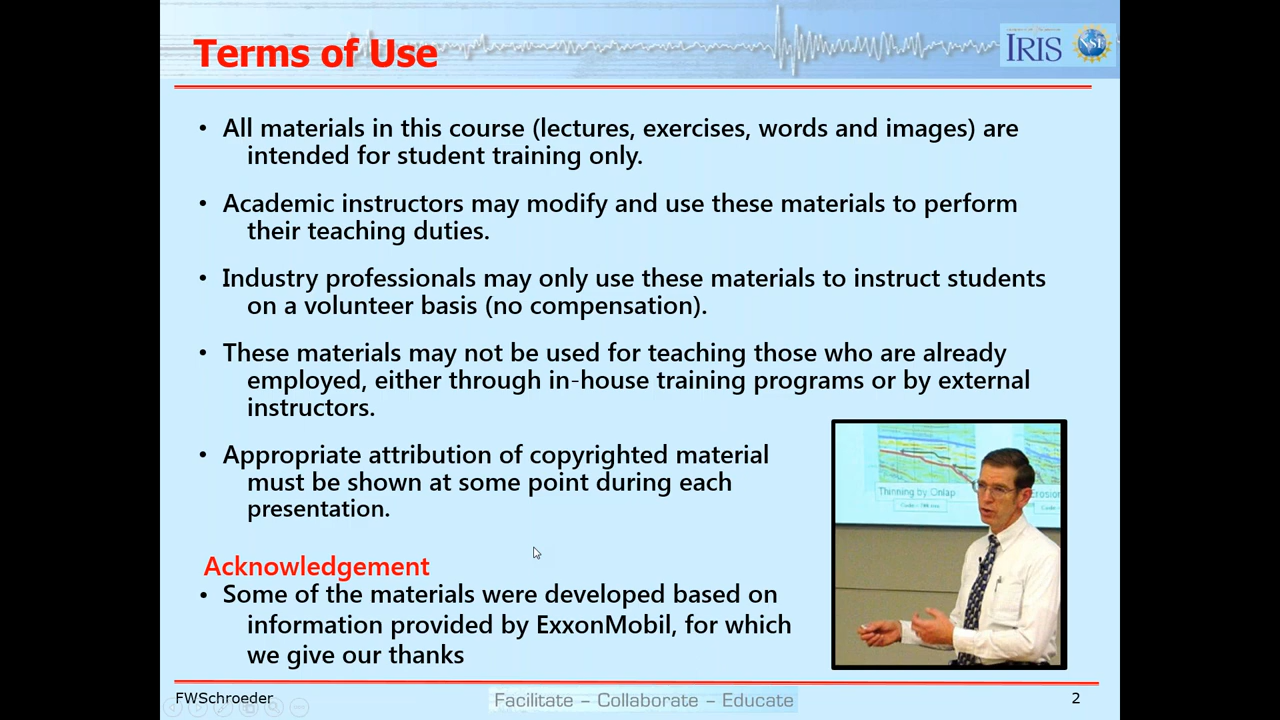 Terms of Use
IRIS
NSF
• All materials in this course (lectures, exercises, words and images) are
intended for student training only.
• Academic instructors may modify and use these materials to perform
their teaching duties.
• Industry professionals may only use these materials to instruct students
on a volunteer basis (no compensation).
• These materials may not be used for teaching those who are already
employed, either through in-house training programs or by external
instructors.
• Appropriate attribution of copyrighted material
must be shown at some point during each
presentation.
Thinning by Onlap
Erosion
Acknowledgement
• Some of the materials were developed based on
information provided by ExxonMobil, for which
we give our thanks
FWSchroeder
Facilitate – Collaborate – Educate
2